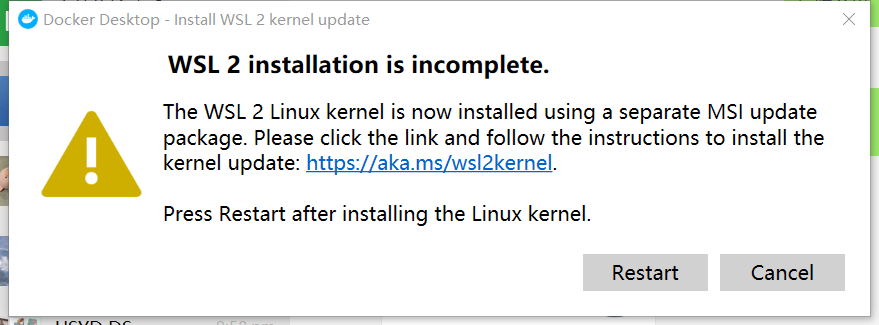 Docker Desktop - Install WSL 2 kernel update
WSL 2 installation is incomplete.
The WSL 2 Linux kernel is now installed using a separate MSI update
package. Please click the link and follow the instructions to install the
kernel update: https://aka.ms/wsl2kernel.
Press Restart after installing the Linux kernel.
Restart
Cancel